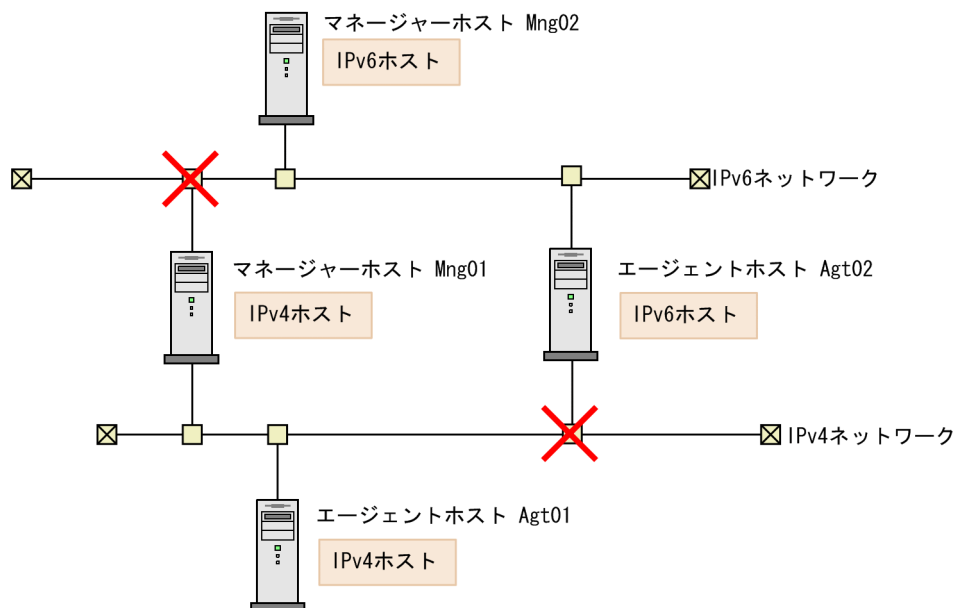 マネージャーホスト Mng02
IPv6ホスト
IPv6ネットワーク
マネージャーホスト Mng01
IPv4ホスト
エージェントホスト Agt02
IPv6ホスト
IPv4ネットワーク
エージェントホスト Agt01
IPv4ホスト